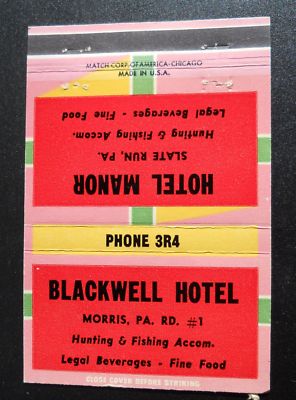 MATCH CORP. OF AMERICA-CHICAGO
MADE IN U.S.A.
HOTEL MANOR
SLATE RUN, PA.
Hunting & Fishing Accom.
Legal Beverages - Fine Food
PHONE 3R4
BLACKWELL HOTEL
MORRIS, PA. RD. #1
Hunting & Fishing Accom.
Legal Beverages - Fine Food
CLOSE COVER BEFORE STRIKING